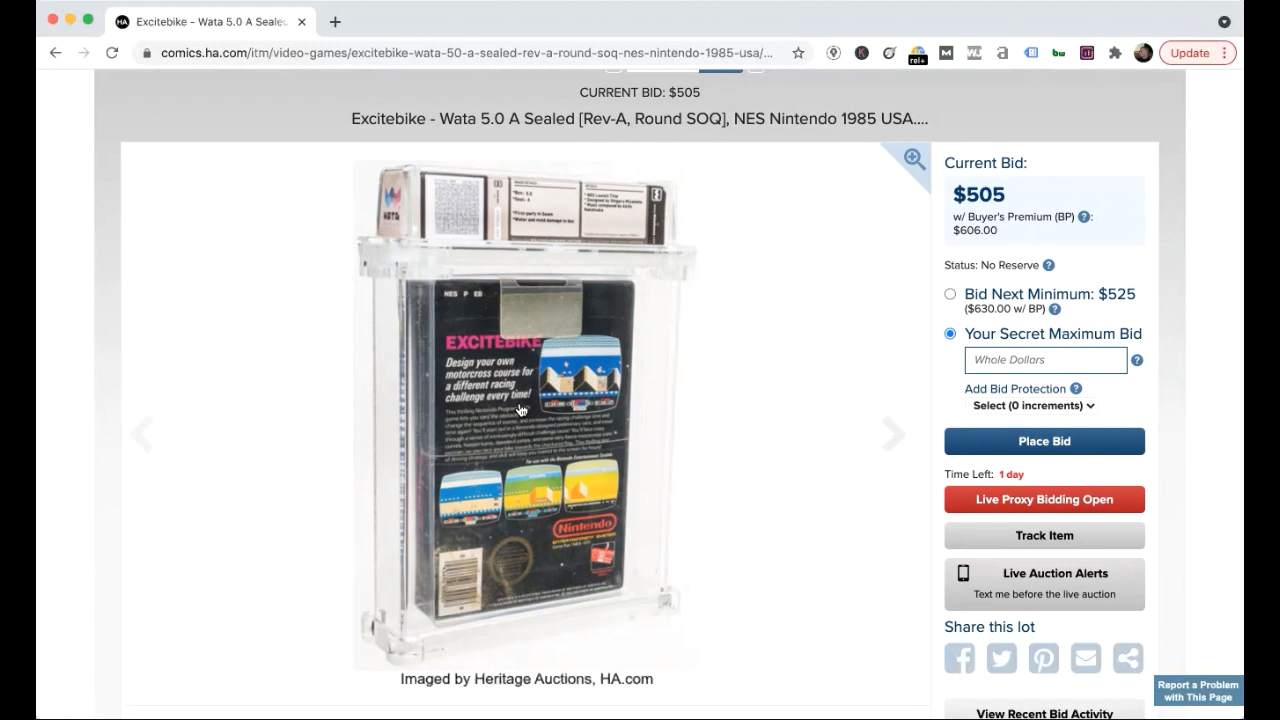 Excitebike - Wata 5.0 A Sealed
comics.ha.com/itm/video-games/excitebike-wata-50-a-sealed-rev-a-round-soq-nes-nintendo-1985-usa/...
Update
CURRENT BID: $505
Excitebike - Wata 5.0 A Sealed [Rev-A, Round SOQ], NES Nintendo 1985 USA....
WATA
NES P EB
EXCITEBIKE
Design your own
motorcross course for
a different racing
challenge every time!
Nintendo
ENTERTAINMENT SYSTEM
Imaged by Heritage Auctions, HA.com
Current Bid:
$505
w/ Buyer's Premium (BP) ? :
$606.00
Status: No Reserve ?
Bid Next Minimum: $525
($630.00 w/ BP) ?
Your Secret Maximum Bid
Whole Dollars ?
Add Bid Protection ?
Select (0 increments)
Place Bid
Time Left: 1 day
Live Proxy Bidding Open
Track Item
Live Auction Alerts
Text me before the live auction
Share this lot
Report a Problem
with This Page
View Recent Bid Activity